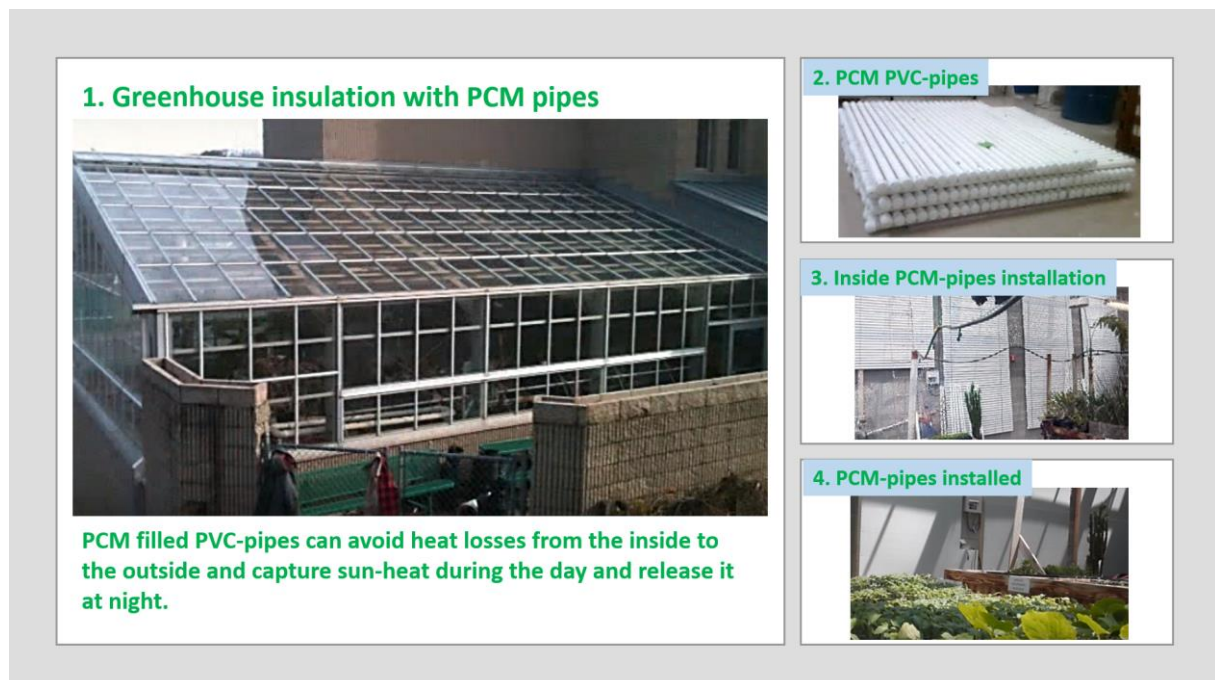 1. Greenhouse insulation with PCM pipes
PCM filled PVC-pipes can avoid heat losses from the inside to
the outside and capture sun-heat during the day and release it
at night.
2. PCM PVC-pipes
3. Inside PCM-pipes installation
4. PCM-pipes installed